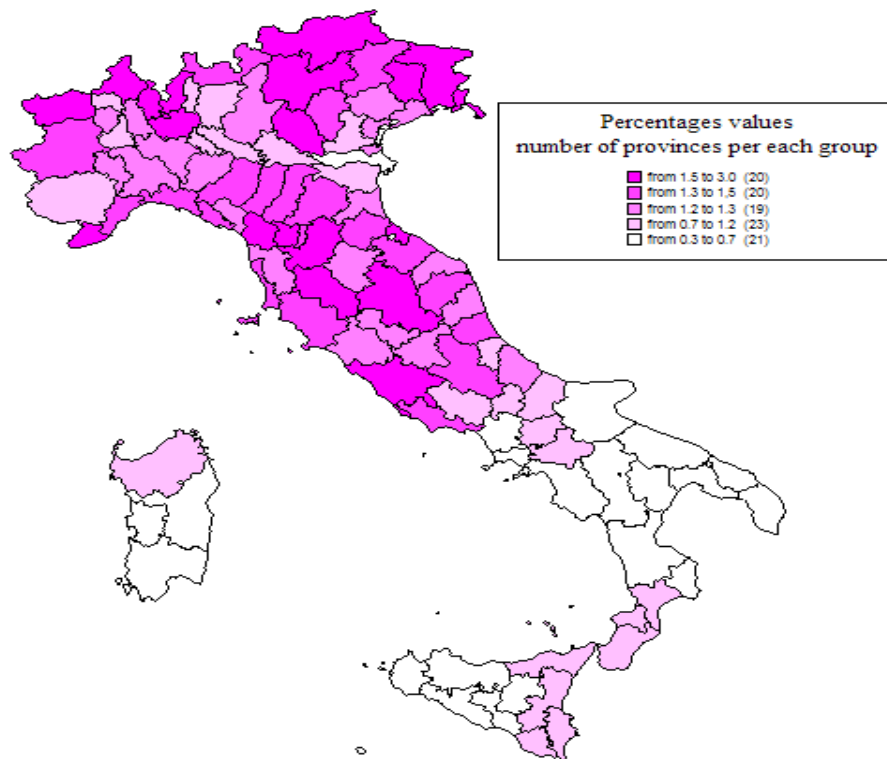 Percentages values
number of provinces per each group
from 1.5 to 3.0 (20)
from 1.3 to 1,5 (20)
from 1.2 to 1.3 (19)
from 0.7 to 1.2 (23)
from 0.3 to 0.7 (21)